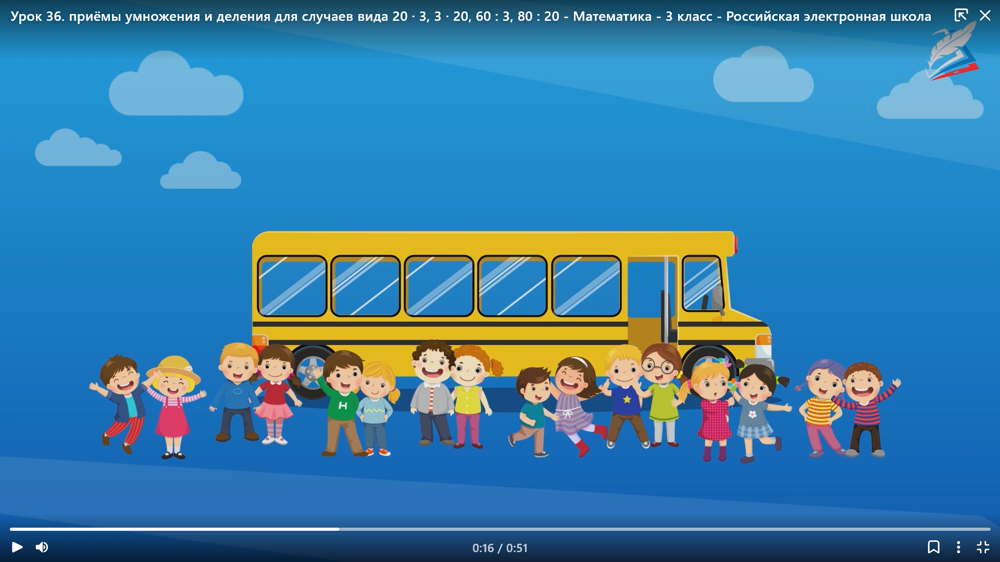 Урок 36. приёмы умножения и деления для случаев вида 20 · 3, 3 · 20, 60 : 3, 80 : 20 - Математика - 3 класс - Российская электронная школа
H
0:16 / 0:51